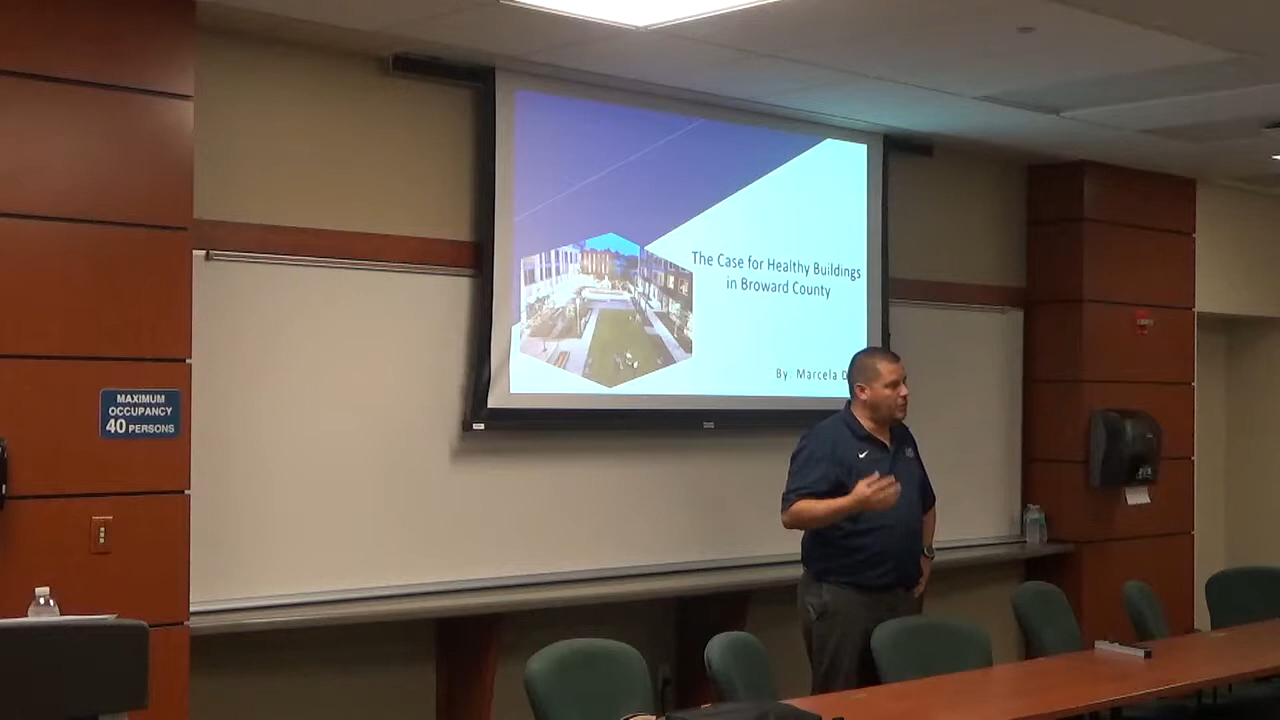 The Case for Healthy Buildings
in Broward County
By: Marcela
MAXIMUM
OCCUPANCY
40 PERSONS